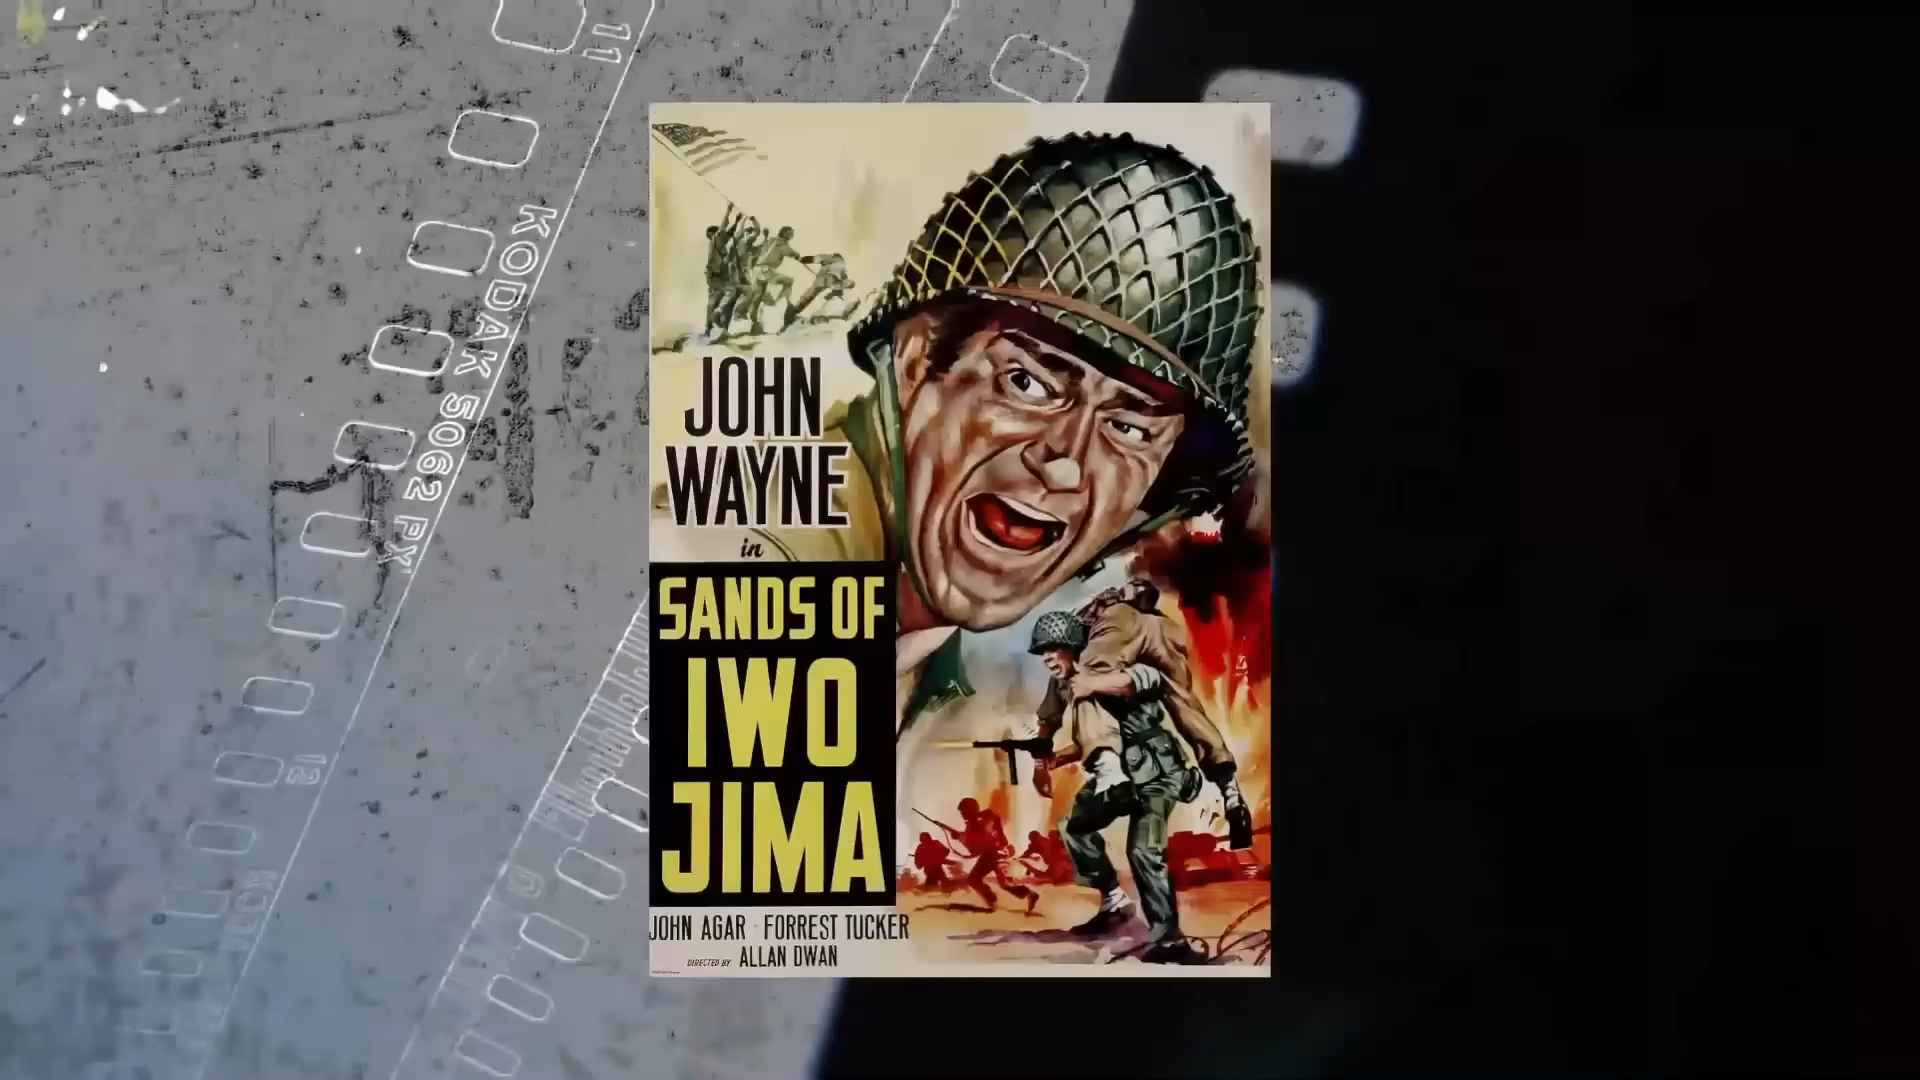 11
KODAK 5062 PX
12
JOHN
WAYNE
in
SANDS OF
IWO
JIMA
JOHN AGAR - FORREST TUCKER
DIRECTED BY ALLAN DWAN